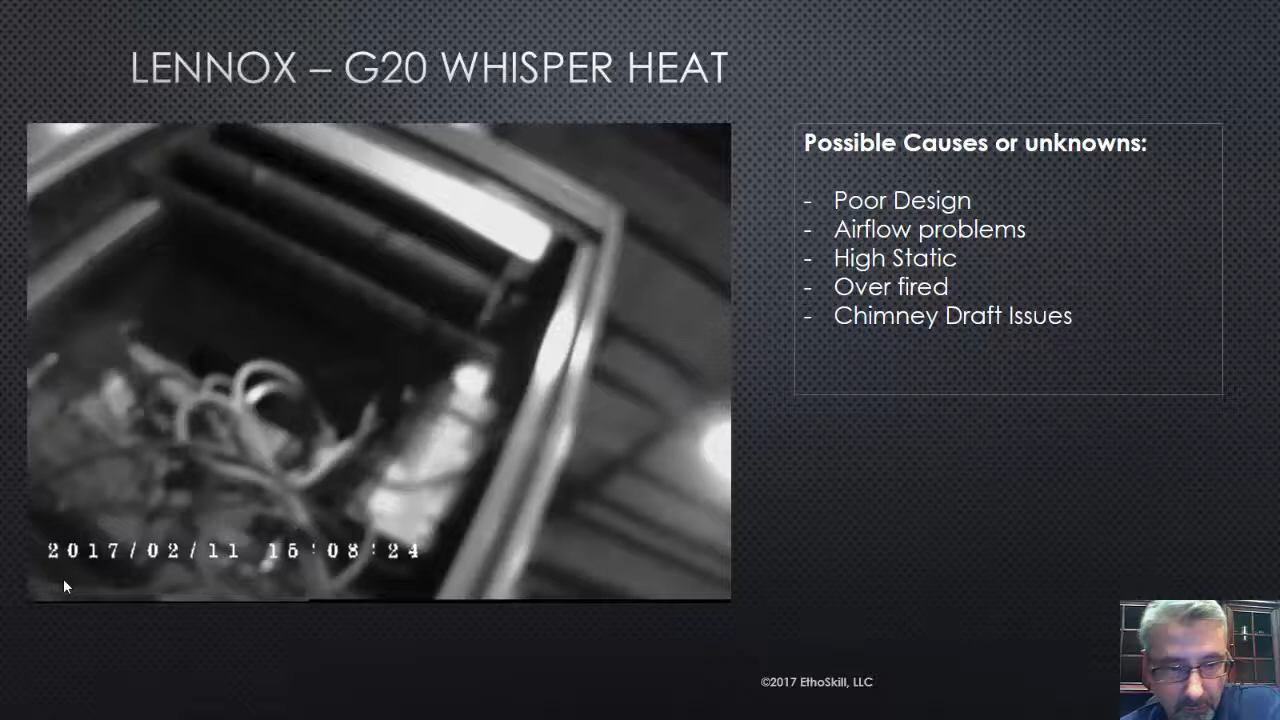 LENNOX – G20 WHISPER HEAT
Possible Causes or unknowns:
- Poor Design
- Airflow problems
- High Static
- Over fired
- Chimney Draft Issues
2017/02/11 15:08:24
©2017 EthoSkill, LLC